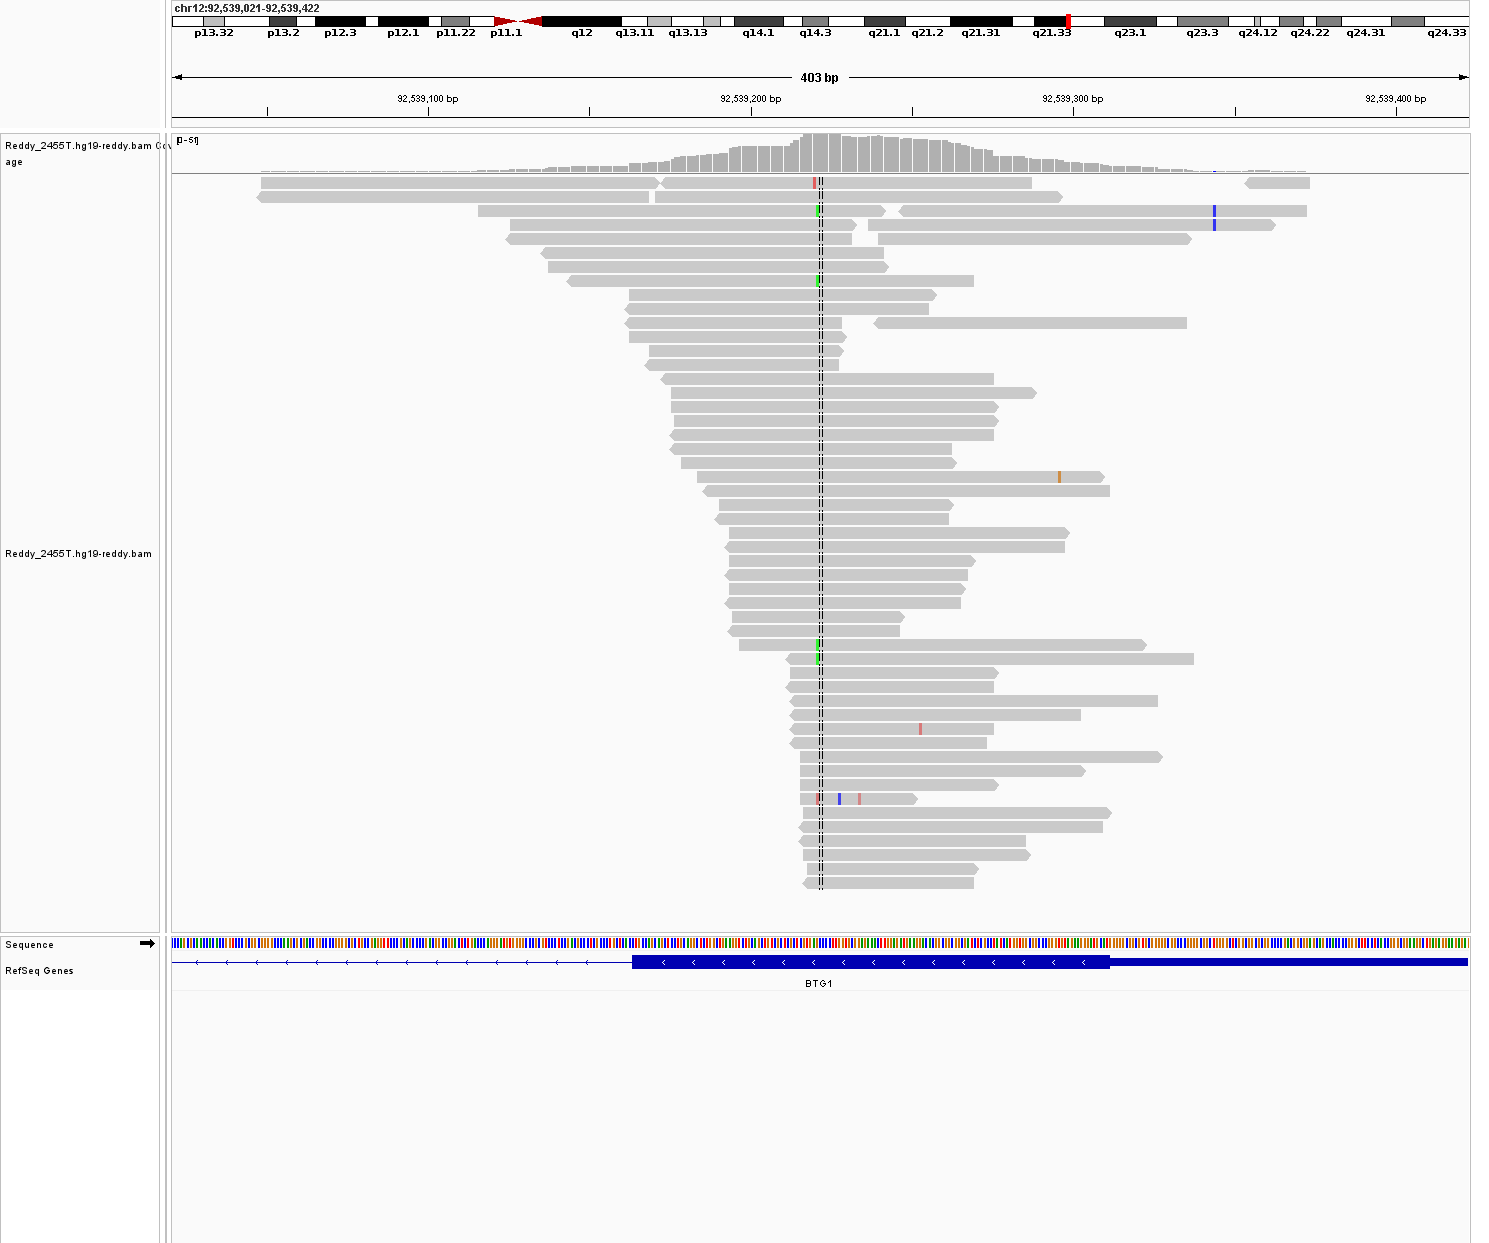 chr12:92,539,021-92,539,422
p13.32 p13.2 p12.3 p12.1 p11.22 p11.1 q12 q13.11 q13.13 q14.1 q14.3 q21.1 q21.2 q21.31 q21.33 q23.1 q23.3 q24.12 q24.22 q24.31 q24.33
403 bp
92,539,100 bp 92,539,200 bp 92,539,300 bp 92,539,400 bp
[0-51]
Reddy_2455T.hg19-reddy.bam Cov
age
Reddy_2455T.hg19-reddy.bam
Sequence
RefSeq Genes
BTG1